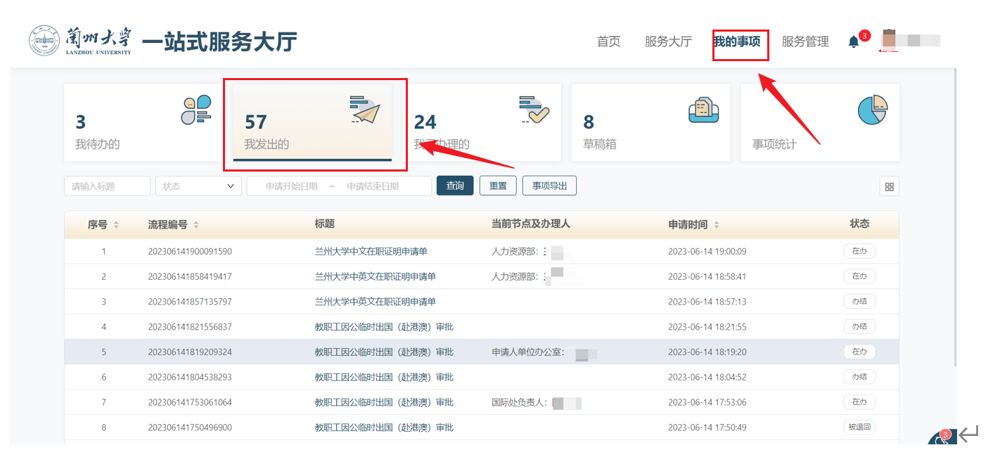 兰州大学
LANZHOU UNIVERSITY
一站式服务大厅
首页 服务大厅 我的事项 服务管理 3
3 57 24 8
我待办的 我发出的 办理的 草稿箱 事项统计
请输入标题 状态 申请开始日期 ~ 申请结束日期 查询 重置 事项导出
序号 流程编号 标题 当前节点及办理人 申请时间 状态
1 202306141900091590 兰州大学中文在职证明申请单 人力资源部: 2023-06-14 19:00:09 在办
2 202306141858419417 兰州大学中英文在职证明申请单 人力资源部: 2023-06-14 18:58:41 在办
3 202306141857135797 兰州大学中英文在职证明申请单 2023-06-14 18:57:13 办结
4 202306141821556837 教职工因公临时出国（赴港澳）审批 2023-06-14 18:21:55 办结
5 202306141819209324 教职工因公临时出国（赴港澳）审批 申请人单位办公室: 2023-06-14 18:19:20 在办
6 202306141804538293 教职工因公临时出国（赴港澳）审批 2023-06-14 18:04:52 办结
7 202306141753061064 教职工因公临时出国（赴港澳）审批 国际处负责人: 2023-06-14 17:53:06 在办
8 202306141750496900 教职工因公临时出国（赴港澳）审批 2023-06-14 17:50:49 被退回
3